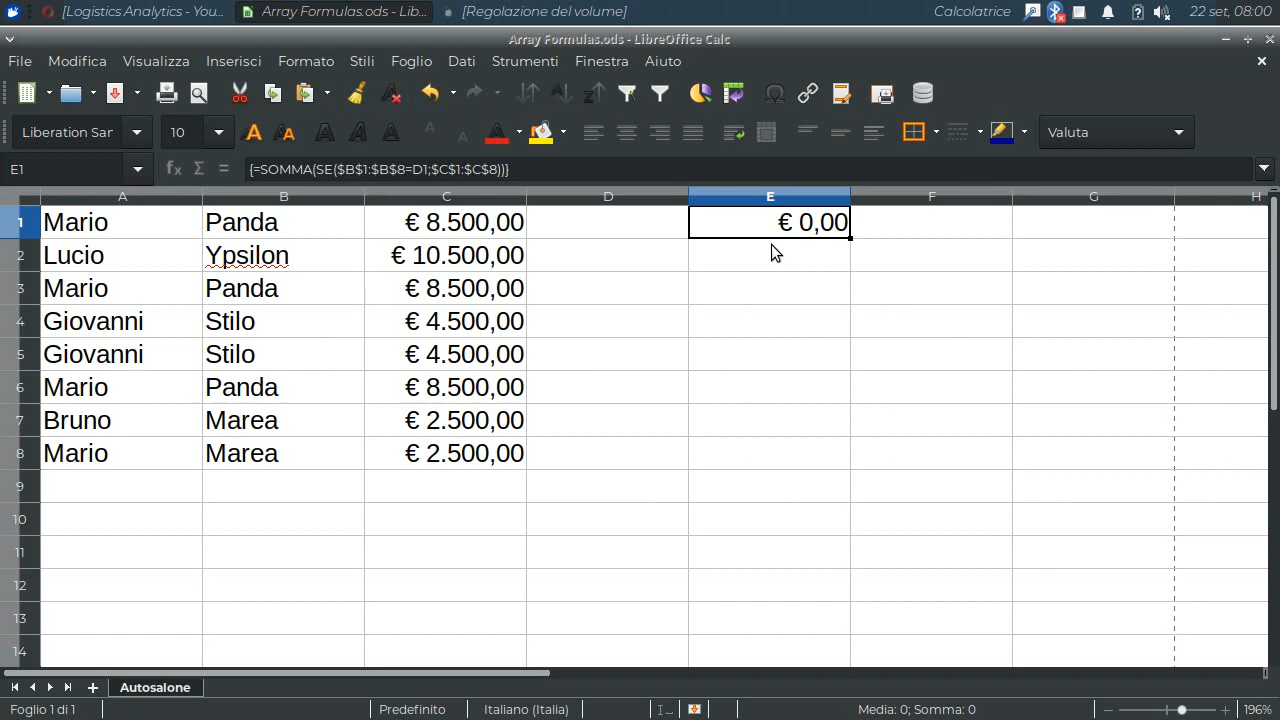 [Logistics Analytics - You... Array Formulas.ods - Lib... [Regolazione del volume] Calcolatrice 22 set, 08:00
Array Formulas.ods - LibreOffice Calc
File Modifica Visualizza Inserisci Formato Stili Foglio Dati Strumenti Finestra Aiuto
Liberation Sar 10 Valuta
E1 {=SOMMA(SE($B$1:$B$8=D1;$C$1:$C$8))}
A B C D E F G H
1 Mario Panda € 8.500,00 € 0,00
2 Lucio Ypsilon € 10.500,00
3 Mario Panda € 8.500,00
4 Giovanni Stilo € 4.500,00
5 Giovanni Stilo € 4.500,00
6 Mario Panda € 8.500,00
7 Bruno Marea € 2.500,00
8 Mario Marea € 2.500,00
9
10
11
12
13
14
Autosalone
Foglio 1 di 1 Predefinito Italiano (Italia) Media: 0; Somma: 0 196%